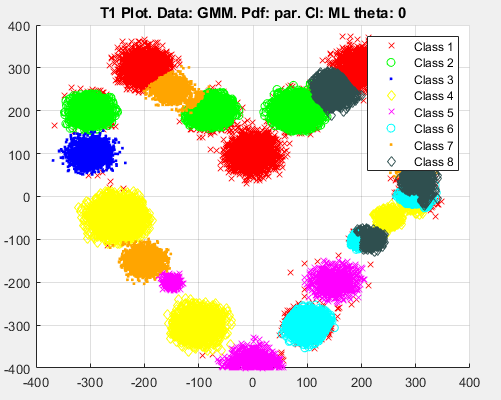 T1 Plot. Data: GMM. Pdf: par. Cl: ML theta: 0
400
300
200
100
0
-100
-200
-300
-400
-400
-300
-200
-100
0
100
200
300
400
Class 1
Class 2
Class 3
Class 4
Class 5
Class 6
Class 7
Class 8